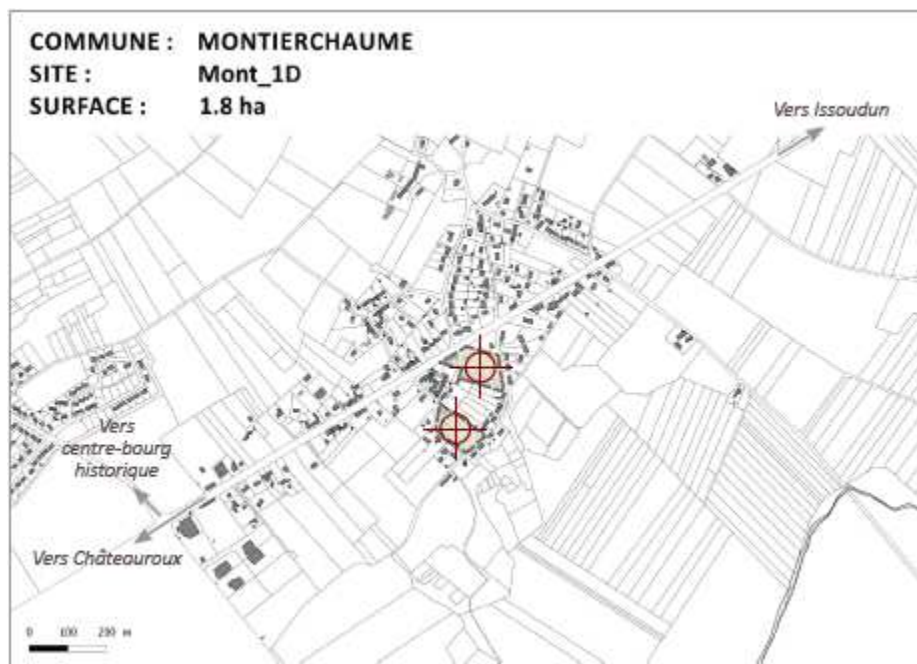 COMMUNE : MONTIERCHAUME
SITE : Mont_1D
SURFACE : 1.8 ha
Vers Issoudun
Vers
centre-bourg
historique
Vers Châteauroux
0 100 200 m